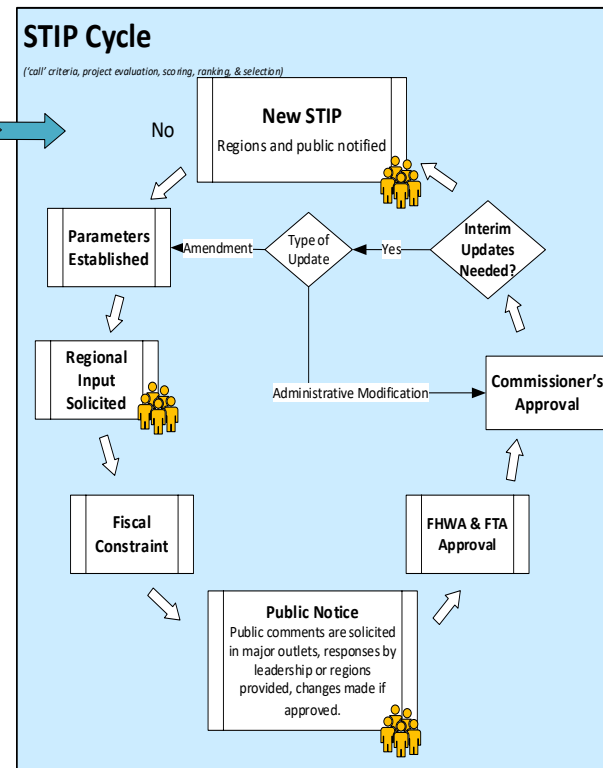 STIP Cycle
('call' criteria, project evaluation, scoring, ranking, & selection)
No
New STIP
Regions and public notified
Parameters
Established
Amendment
Type of
Update
Yes
Interim
Updates
Needed?
Regional
Input
Solicited
Administrative Modification
Commissioner's
Approval
Fiscal
Constraint
FHWA & FTA
Approval
Public Notice
Public comments are solicited
in major outlets, responses by
leadership or regions
provided, changes made if
approved.